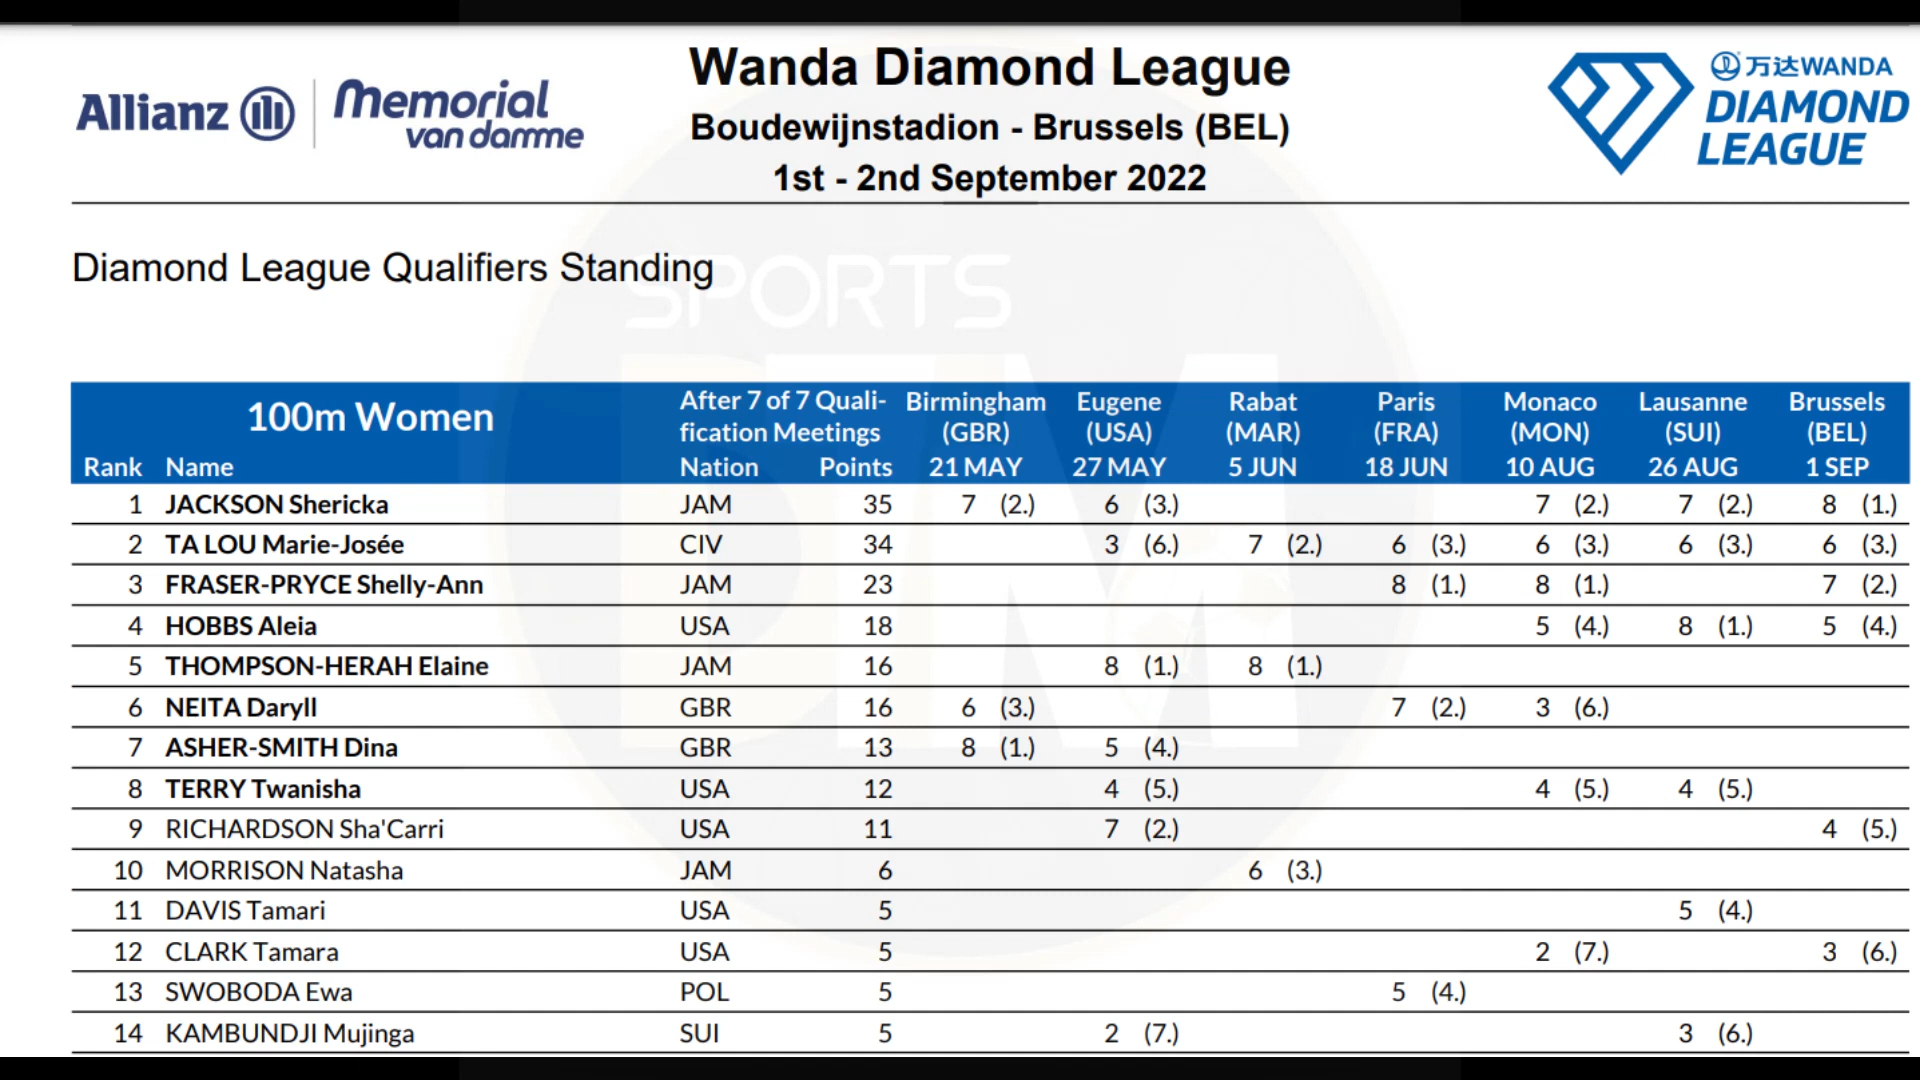 Allianz
Memorial
van damme
Wanda Diamond League
Boudewijnstadion - Brussels (BEL)
1st - 2nd September 2022
万达WANDA
DIAMOND
LEAGUE
Diamond League Qualifiers Standing
SPORTS
BTM
100m Women After 7 of 7 Quali- Birmingham Eugene Rabat Paris Monaco Lausanne Brussels
fication Meetings (GBR) (USA) (MAR) (FRA) (MON) (SUI) (BEL)
Rank Name Nation Points 21 MAY 27 MAY 5 JUN 18 JUN 10 AUG 26 AUG 1 SEP
1 JACKSON Shericka JAM 35 7 (2.) 6 (3.) 7 (2.) 7 (2.) 8 (1.)
2 TA LOU Marie-Josée CIV 34 3 (6.) 7 (2.) 6 (3.) 6 (3.) 6 (3.) 6 (3.)
3 FRASER-PRYCE Shelly-Ann JAM 23 8 (1.) 8 (1.) 7 (2.)
4 HOBBS Aleia USA 18 5 (4.) 8 (1.) 5 (4.)
5 THOMPSON-HERAH Elaine JAM 16 8 (1.) 8 (1.)
6 NEITA Daryll GBR 16 6 (3.) 7 (2.) 3 (6.)
7 ASHER-SMITH Dina GBR 13 8 (1.) 5 (4.)
8 TERRY Twanisha USA 12 4 (5.) 4 (5.) 4 (5.)
9 RICHARDSON Sha'Carri USA 11 7 (2.) 4 (5.)
10 MORRISON Natasha JAM 6 6 (3.)
11 DAVIS Tamari USA 5 5 (4.)
12 CLARK Tamara USA 5 2 (7.) 3 (6.)
13 SWOBODA Ewa POL 5 5 (4.)
14 KAMBUNDJI Mujinga SUI 5 2 (7.) 3 (6.)